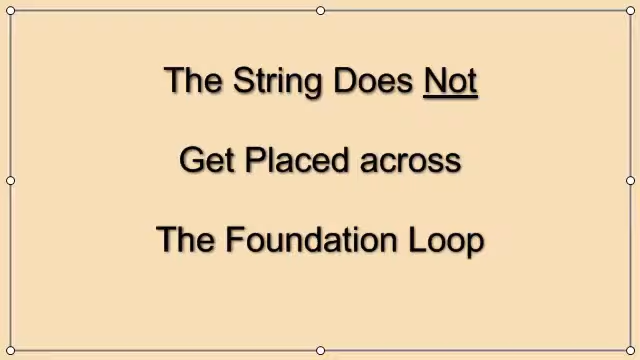 The String Does Not
Get Placed across
The Foundation Loop